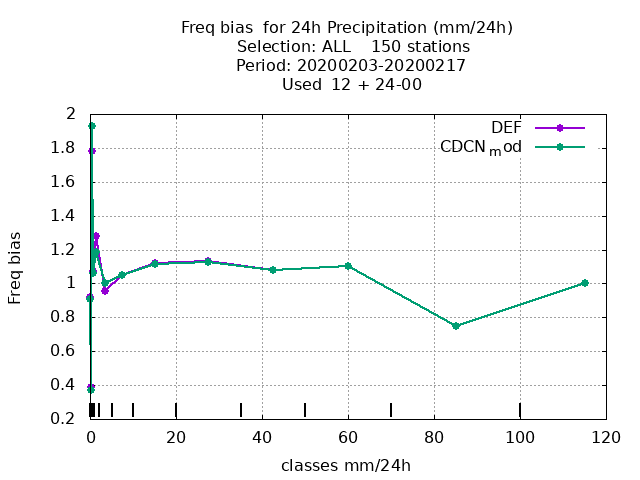 Freq bias  for 24h Precipitation (mm/24h)
Selection: ALL    150 stations
Period: 20200203-20200217
Used  12 + 24-00
DEF
CDCNmod
Freq bias
2
1.8
1.6
1.4
1.2
1
0.8
0.6
0.4
0.2
0 20 40 60 80 100 120
classes mm/24h